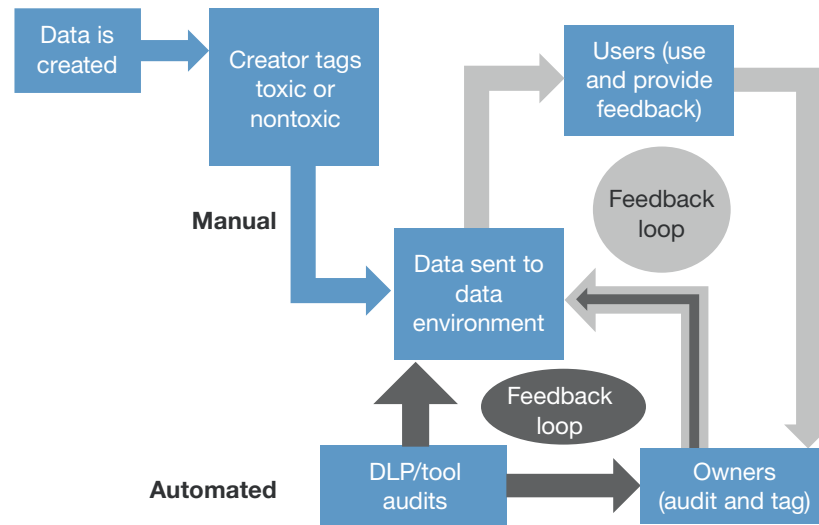 Data is
created
Creator tags
toxic or
nontoxic
Users (use
and provide
feedback)
Manual
Feedback
loop
Data sent to
data
environment
Feedback
loop
Automated
DLP/tool
audits
Owners
(audit and tag)